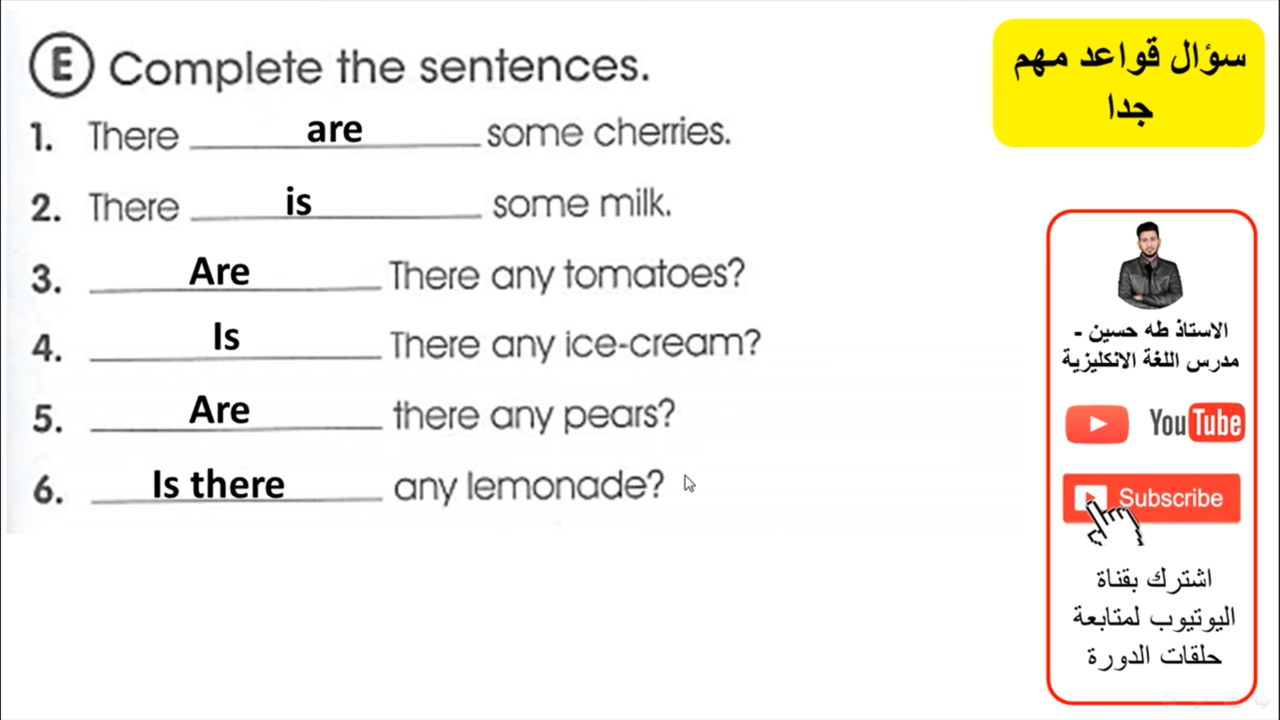 E Complete the sentences.
1. There are some cherries.
2. There is some milk.
3. Are There any tomatoes?
4. Is There any ice-cream?
5. Are there any pears?
6. Is there any lemonade?
سؤال قواعد مهم
جدا
الاستاذ طه حسين -
مدرس اللغة الانكليزية
YouTube
Subscribe
اشترك بقناة
اليوتيوب لمتابعة
حلقات الدورة